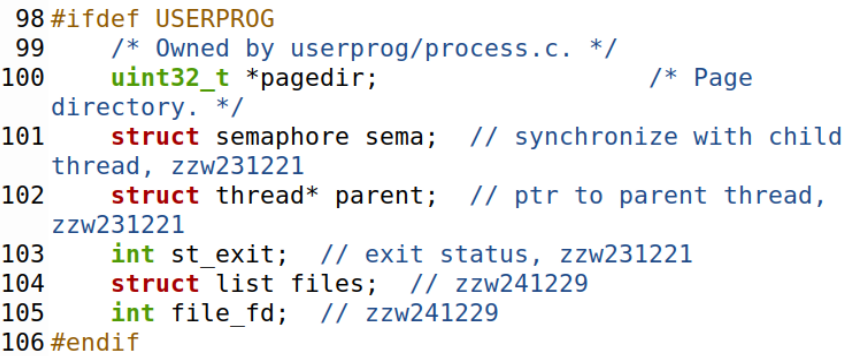 98 #ifdef USERPROG
99     /* Owned by userprog/process.c. */
100     uint32_t *pagedir;                  /* Page
directory. */
101     struct semaphore sema;  // synchronize with child
thread, zzw231221
102     struct thread* parent;  // ptr to parent thread,
zzw231221
103     int st_exit;  // exit status, zzw231221
104     struct list files;  // zzw241229
105     int file_fd;  // zzw241229
106 #endif